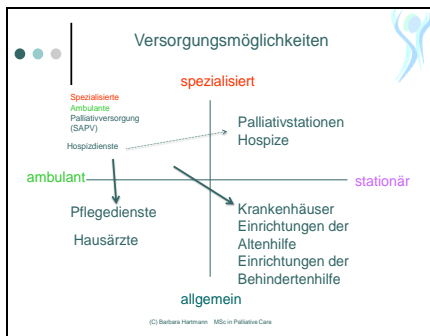 Versorgungsmöglichkeiten
spezialisiert
Spezialisierte
Ambulante
Palliativversorgung
(SAPV)
Hospizdienste
Palliativstationen
Hospize
ambulant
stationär
Pflegedienste
Hausärzte
Krankenhäuser
Einrichtungen der
Altenhilfe
Einrichtungen der
Behindertenhilfe
allgemein
(C) Barbara Hartmann MSc in Palliative Care